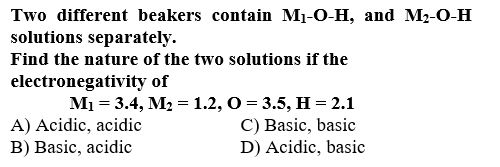 Two different beakers contain M₁-O-H, and M₂-O-H
solutions separately.
Find the nature of the two solutions if the
electronegativity of
M₁ = 3.4, M₂ = 1.2, O = 3.5, H = 2.1
A) Acidic, acidic C) Basic, basic
B) Basic, acidic D) Acidic, basic